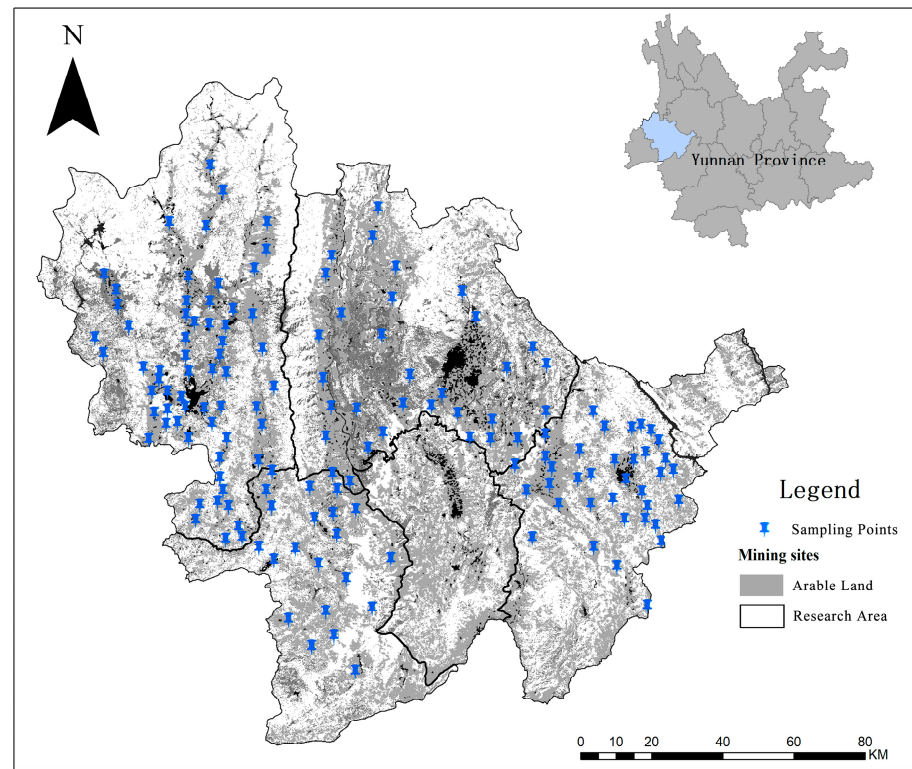 N
Yunnan Province
Legend
Sampling Points
Mining sites
Arable Land
Research Area
0 10 20 40 60 80
KM